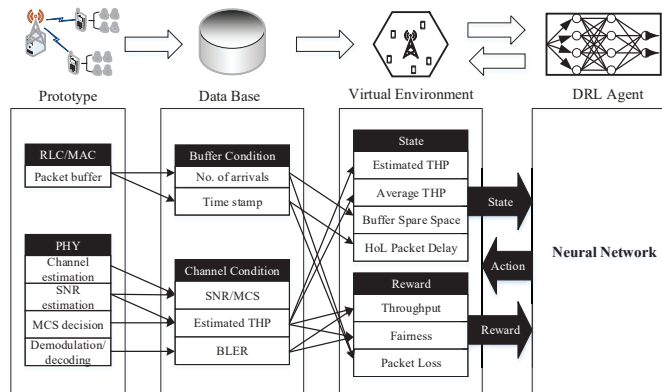 Prototype
Data Base
Virtual Environment
DRL Agent
RLC/MAC
Packet buffer
PHY
Channel
estimation
SNR
estimation
MCS decision
Demodulation/
decoding
Buffer Condition
No. of arrivals
Time stamp
Channel Condition
SNR/MCS
Estimated THP
BLER
State
Estimated THP
Average THP
Buffer Spare Space
HoL Packet Delay
Reward
Throughput
Fairness
Packet Loss
State
Action
Reward
Neural Network